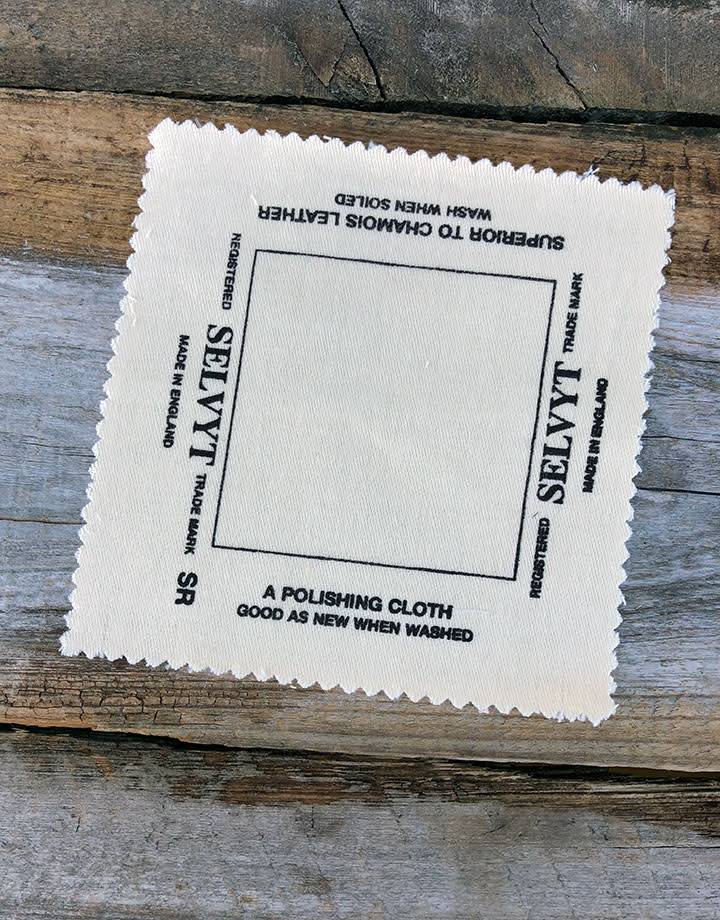 SUPERIOR TO CHAMOIS LEATHER
WASH WHEN SOILED
REGISTERED SELVYT TRADE MARK SR
MADE IN ENGLAND
REGISTERED SELVYT TRADE MARK
MADE IN ENGLAND
A POLISHING CLOTH
GOOD AS NEW WHEN WASHED